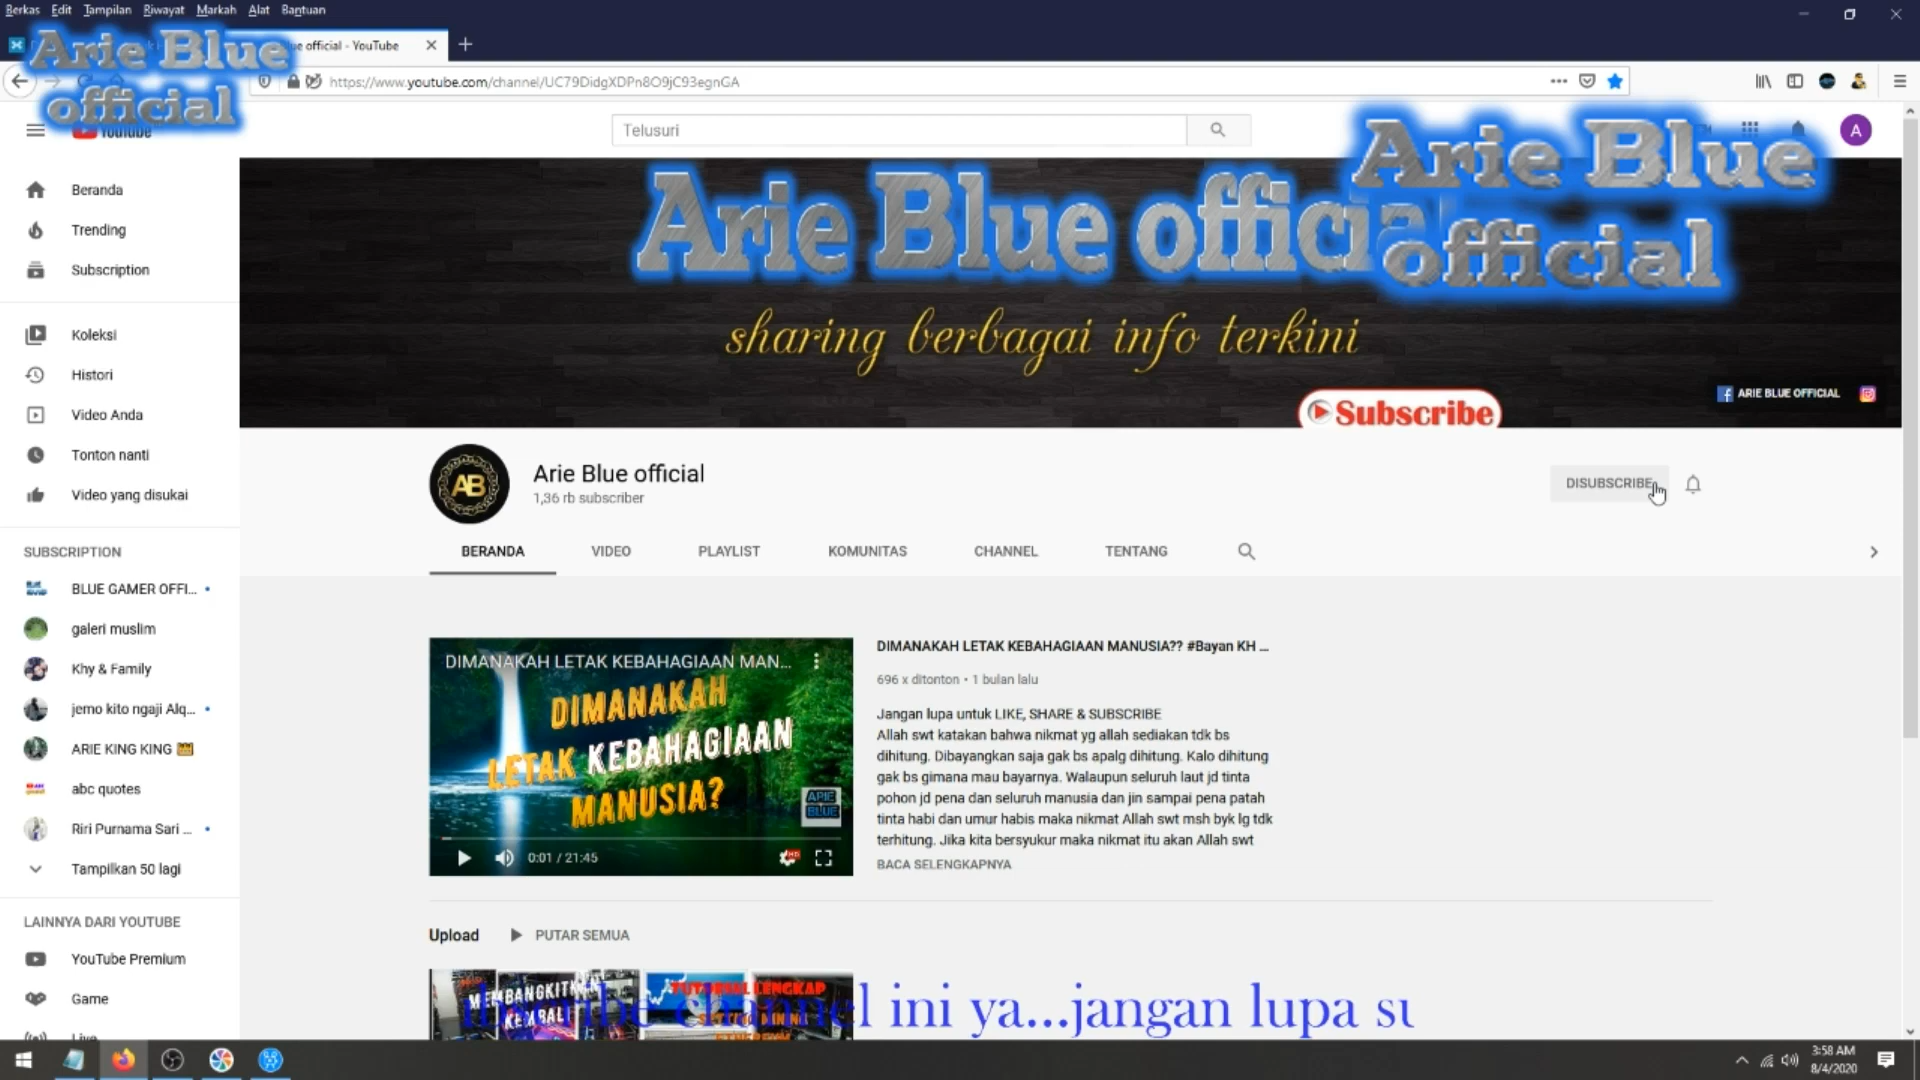 Berkas Edit Tampilan Riwayat Markah Alat Bantuan
Arie Blue
official
ue official - YouTube
https://www.youtube.com/channel/UC79DidgXDPn8O9jC93egnGA
YouTube
Telusuri
A
Arie Blue
official
Arie Blue official
sharing berbagai info terkini
Subscribe
ARIE BLUE OFFICIAL
Beranda
Trending
Subscription
Koleksi
Histori
Video Anda
Tonton nanti
Video yang disukai
SUBSCRIPTION
BLUE GAMER OFFI...
galeri muslim
Khy & Family
jemo kito ngaji Alq...
ARIE KING KING
abc quotes
Riri Purnama Sari ...
Tampilkan 50 lagi
LAINNYA DARI YOUTUBE
YouTube Premium
Game
Live
AB
Arie Blue official
1,36 rb subscriber
DISUBSCRIBE
BERANDA VIDEO PLAYLIST KOMUNITAS CHANNEL TENTANG
DIMANAKAH LETAK KEBAHAGIAAN MAN...
DIMANAKAH
LETAK KEBAHAGIAAN
MANUSIA?
ARIE
BLUE
0:01 / 21:45
HD
DIMANAKAH LETAK KEBAHAGIAAN MANUSIA?? #Bayan KH ...
696 x ditonton • 1 bulan lalu
Jangan lupa untuk LIKE, SHARE & SUBSCRIBE
Allah swt katakan bahwa nikmat yg allah sediakan tdk bs
dihitung. Dibayangkan saja gak bs apalg dihitung. Kalo dihitung
gak bs gimana mau bayarnya. Walaupun seluruh laut jd tinta
pohon jd pena dan seluruh manusia dan jin sampai pena patah
tinta habi dan umur habis maka nikmat Allah swt msh byk lg tdk
terhitung. Jika kita bersyukur maka nikmat itu akan Allah swt
BACA SELENGKAPNYA
Upload PUTAR SEMUA
MEMBANGKITKAN
KEMBALI
TUTORIAL LENGKAP
channel ini ya...jangan lupa su
3:58 AM
8/4/2020